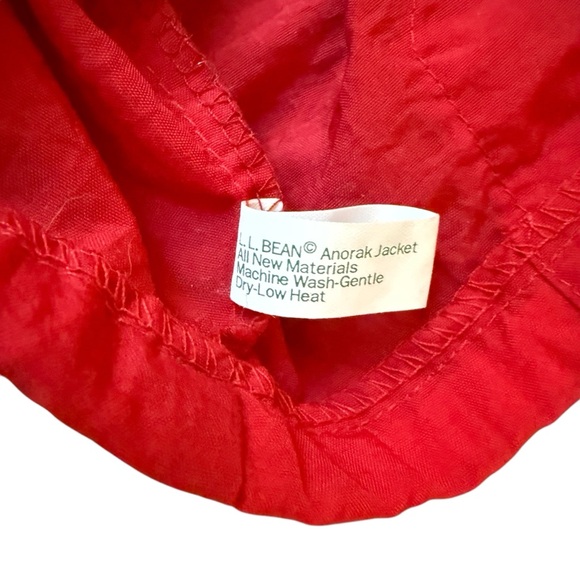 L. L. BEAN© Anorak Jacket
All New Materials
Machine Wash-Gentle
Dry-Low Heat